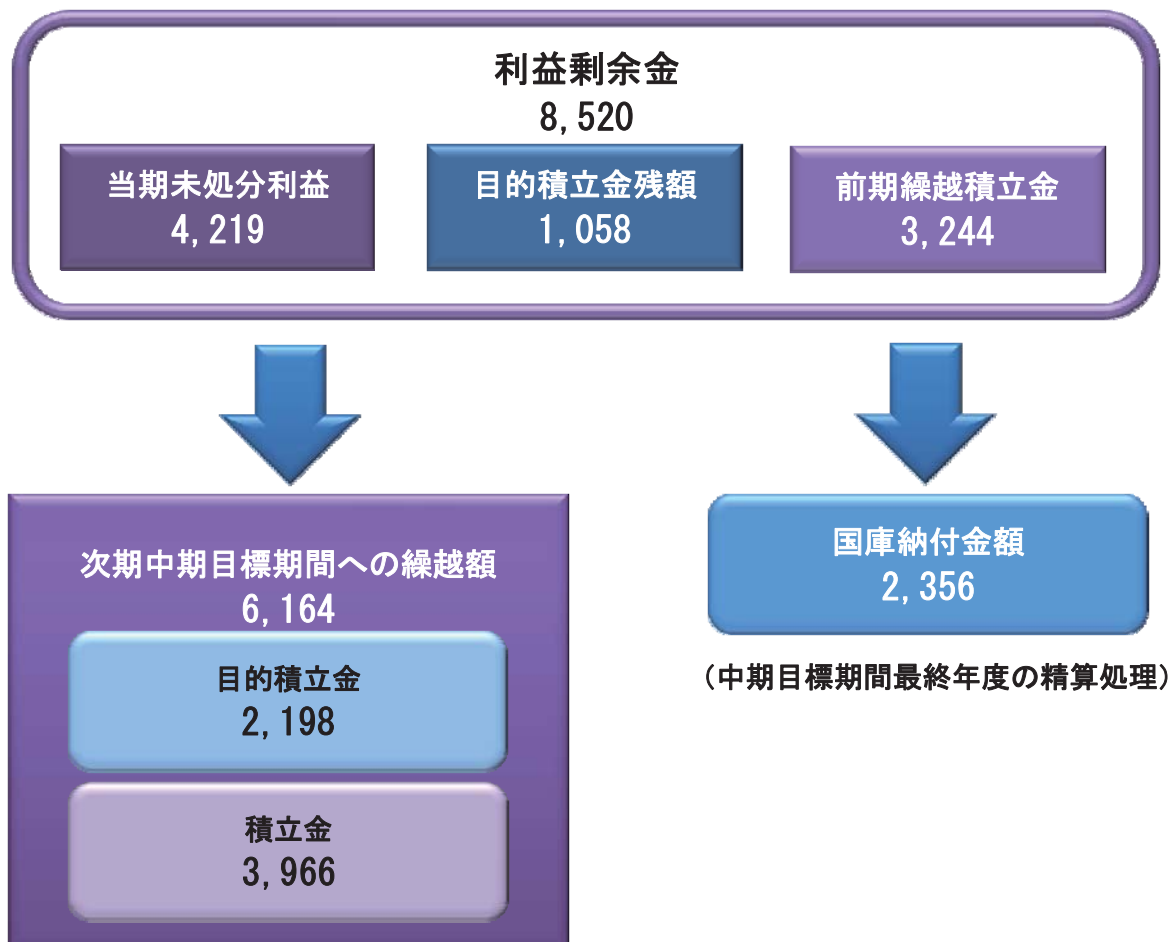 利益剰余金
8,520
当期未処分利益
4,219
目的積立金残額
1,058
前期繰越積立金
3,244
次期中期目標期間への繰越額
6,164
目的積立金
2,198
積立金
3,966
国庫納付金額
2,356
(中期目標期間最終年度の精算処理)